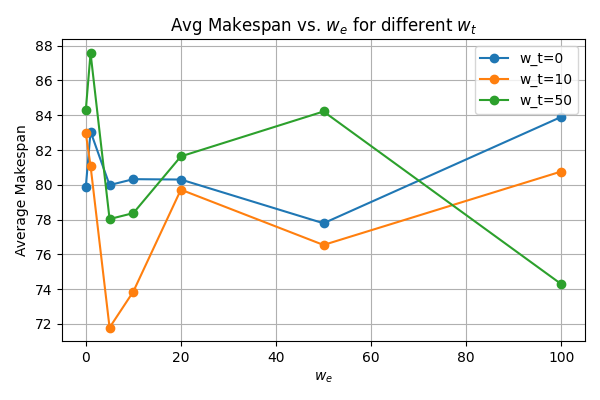 Avg Makespan vs. $w_e$ for different $w_t$
w_t=0
w_t=10
w_t=50
Average Makespan
88
86
84
82
80
78
76
74
72
0
20
40
60
80
100
$w_e$